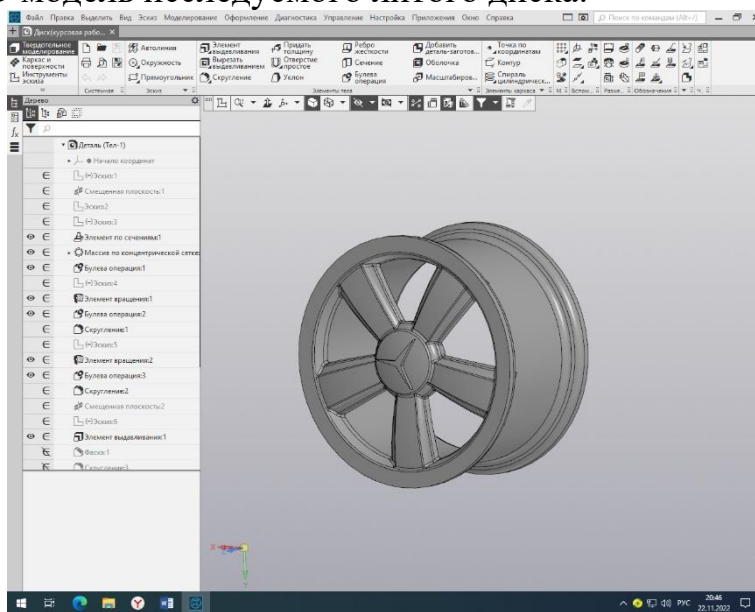 модель исследуемого литого диска.
Файл Правка Выделить Вид Эскиз Моделирование Оформление Диагностика Управление Настройка Приложения Окно Справка
Поиск по командам (Alt+/)
Диск(курсовая рабо...
Твердотельное моделирование
Каркас и поверхности
Инструменты эскиза
Автолиния
Окружность
Прямоугольник
Элемент выдавливания
Вырезать выдавливанием
Скругление
Придать толщину
Отверстие простое
Уклон
Ребро жесткости
Сечение
Булева операция
Добавить деталь-заготов...
Оболочка
Масштабиров...
Точка по координатам
Контур
Спираль цилиндрическ...
Системная
Эскиз
Элементы тела
Элементы каркаса
Дерево
Деталь (Тел-1)
Начало координат
(-)Эскиз:1
Смещенная плоскость:1
Эскиз:2
(-)Эскиз:3
Элемент по сечениям:1
Массив по концентрической сетке:
Булева операция:1
(-)Эскиз:4
Элемент вращения:1
Булева операция:2
Скругление:1
(-)Эскиз:5
Элемент вращения:2
Булева операция:3
Скругление:2
Смещенная плоскость:2
(-)Эскиз:6
Элемент выдавливания:1
Фаска:1
Скругление:3
РУС
20:46
22.11.2022